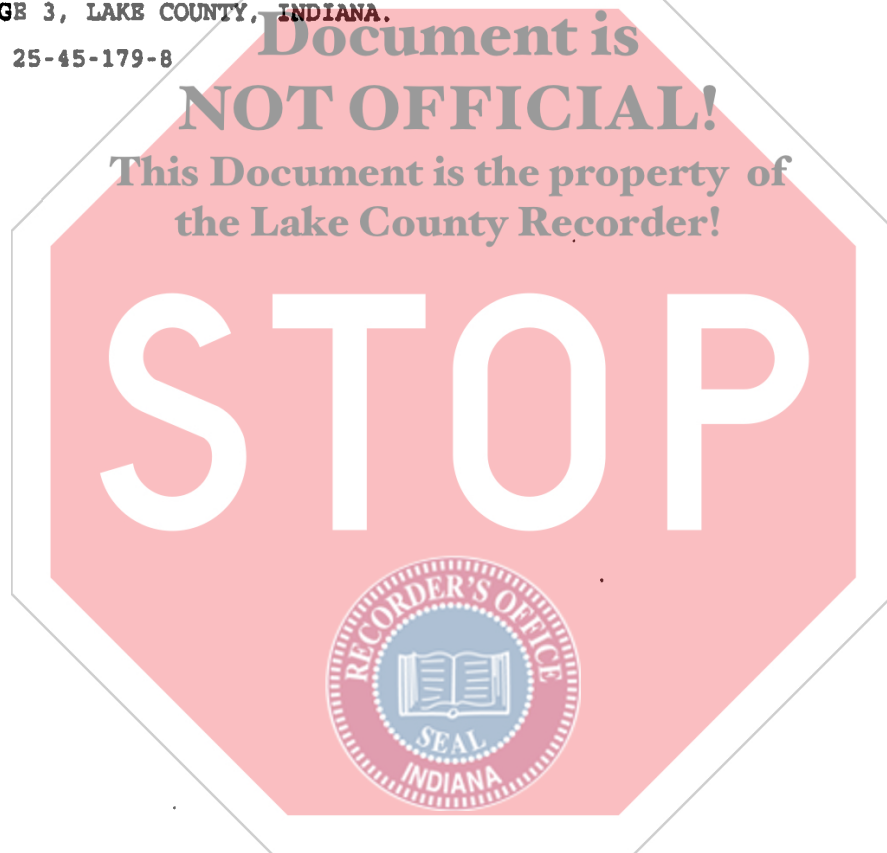 GE 3, LAKE COUNTY, INDIANA.
25-45-179-8
Document is
NOT OFFICIAL!
This Document is the property of
the Lake County Recorder!
STOP
RECORDER'S OFFICE
SEAL
INDIANA